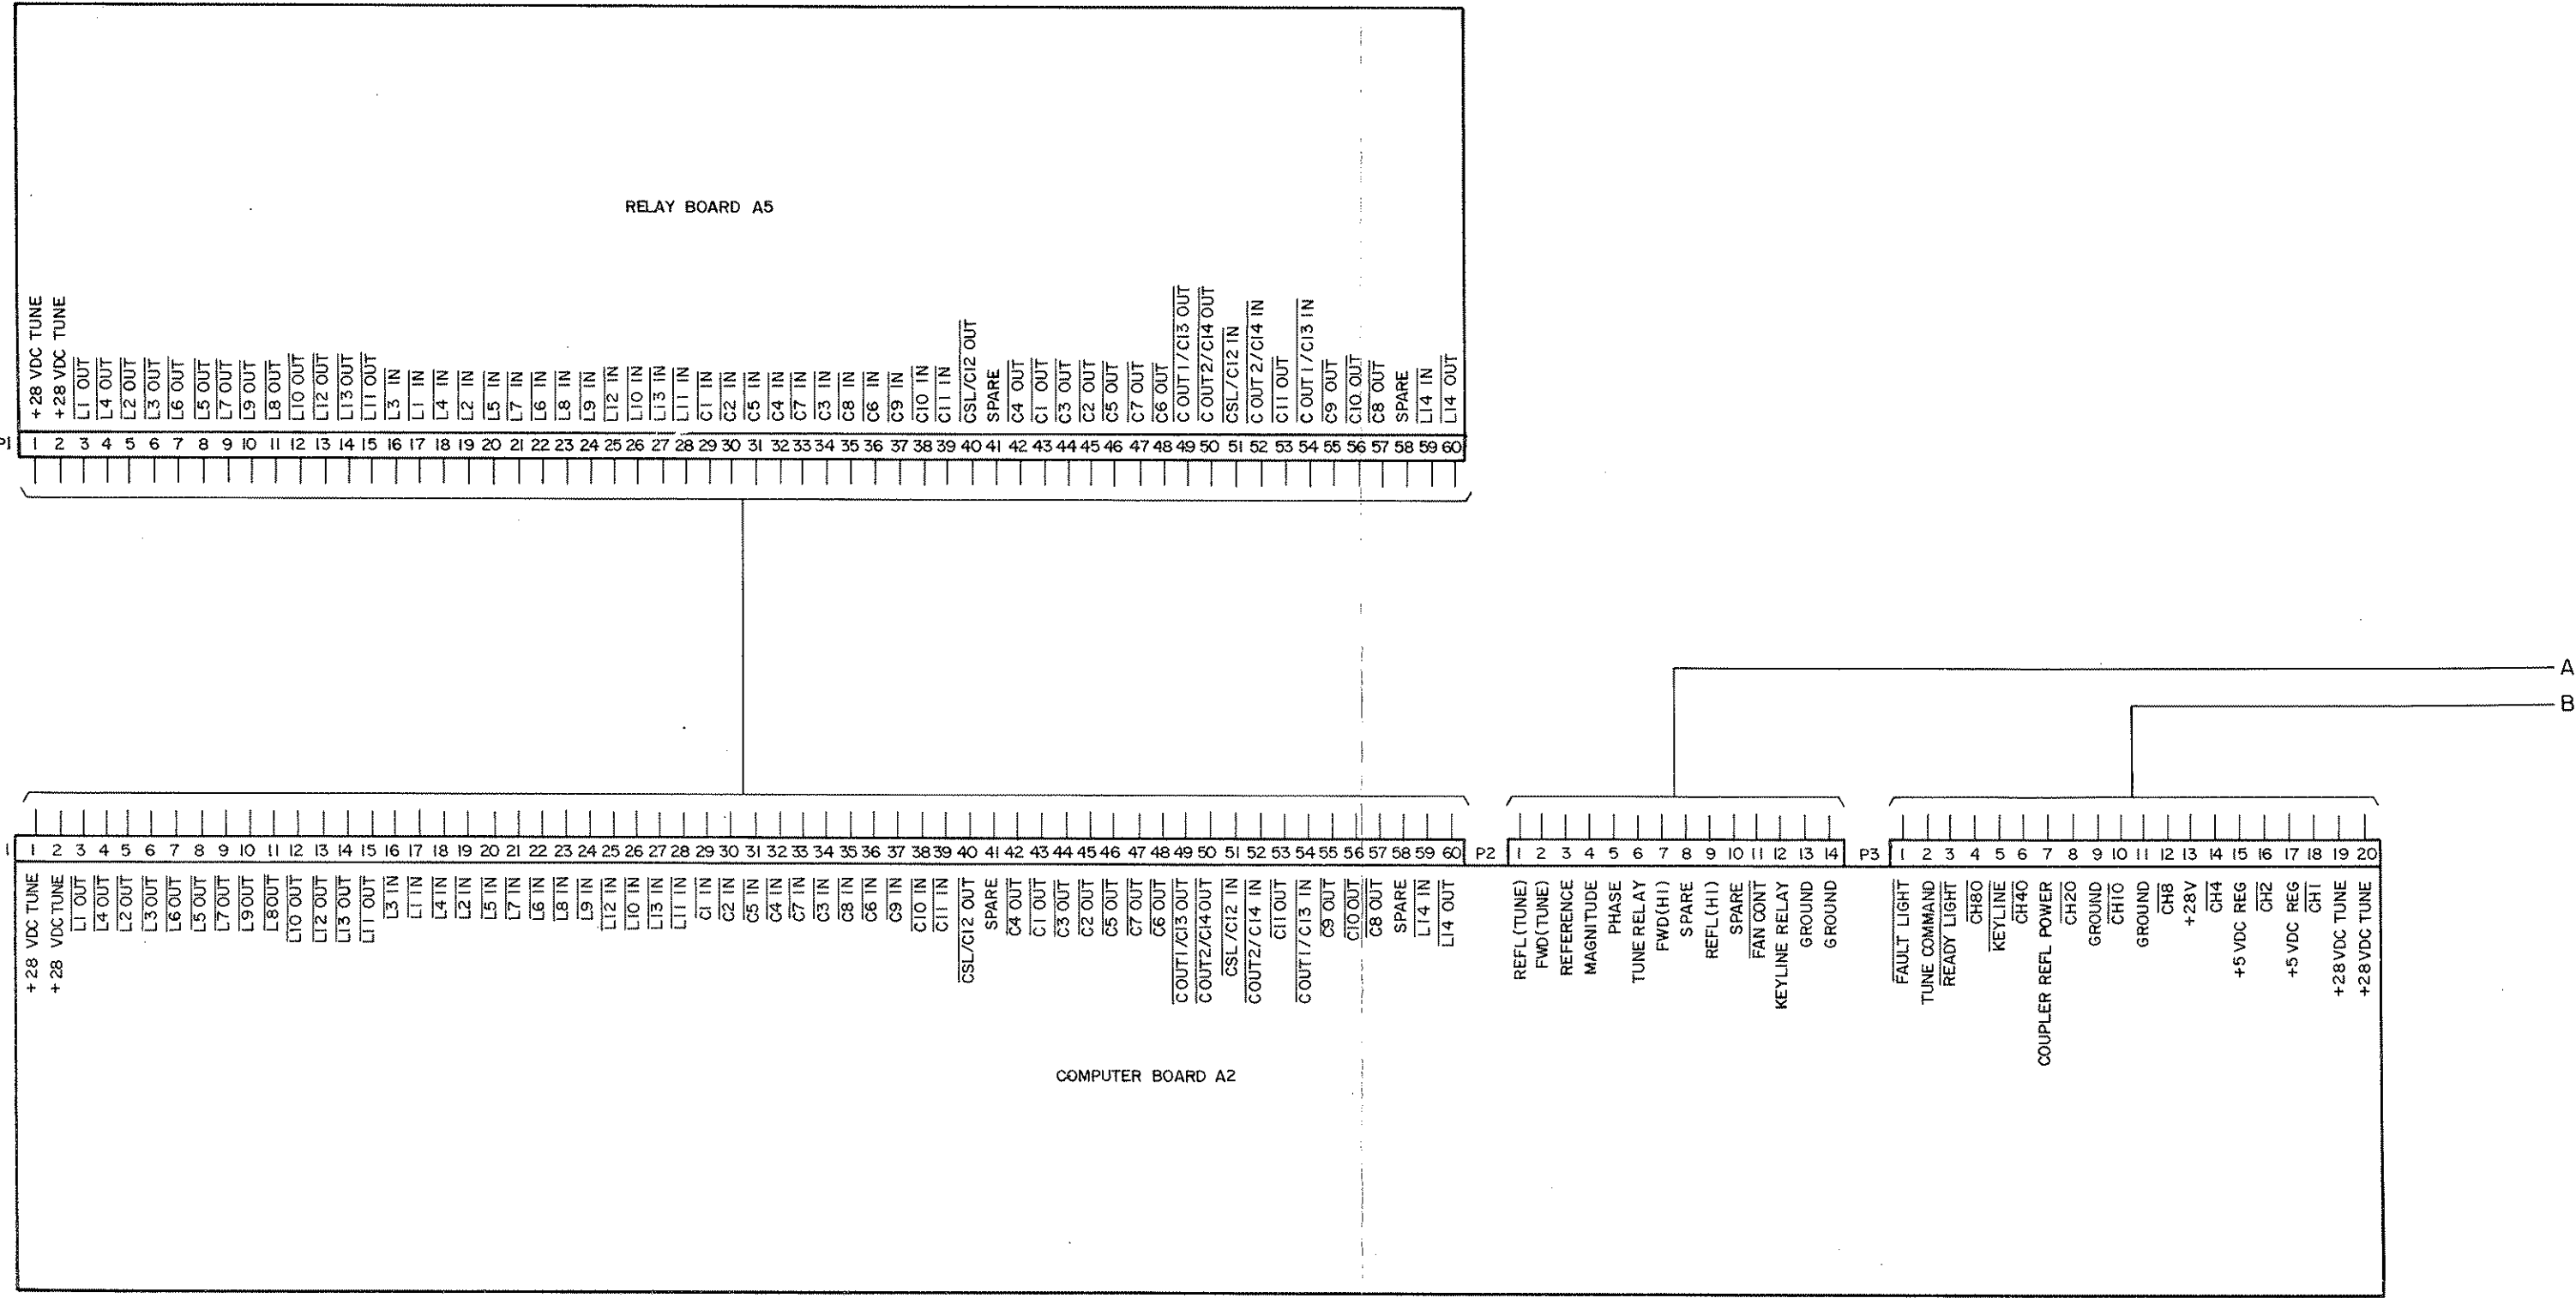 RELAY BOARD A5
+28 VDC TUNE
+28 VDC TUNE
L1 OUT
L4 OUT
L2 OUT
L3 OUT
L6 OUT
L5 OUT
L7 OUT
L9 OUT
L8 OUT
L10 OUT
L12 OUT
L13 OUT
L11 OUT
L3 IN
L1 IN
L4 IN
L2 IN
L5 IN
L7 IN
L6 IN
L8 IN
L9 IN
L12 IN
L10 IN
L13 IN
L11 IN
C1 IN
C2 IN
C5 IN
C4 IN
C7 IN
C3 IN
C8 IN
C6 IN
C9 IN
C10 IN
C11 IN
CSL/C12 OUT
SPARE
C4 OUT
C1 OUT
C3 OUT
C2 OUT
C5 OUT
C7 OUT
C6 OUT
C OUT1/C13 OUT
C OUT2/C14 OUT
CSL/C12 IN
C OUT 2/C14 IN
C11 OUT
C OUT 1/C13 IN
C9 OUT
C10 OUT
C8 OUT
SPARE
L14 IN
L14 OUT
P1 1 2 3 4 5 6 7 8 9 10 11 12 13 14 15 16 17 18 19 20 21 22 23 24 25 26 27 28 29 30 31 32 33 34 35 36 37 38 39 40 41 42 43 44 45 46 47 48 49 50 51 52 53 54 55 56 57 58 59 60
A
B
1 1 2 3 4 5 6 7 8 9 10 11 12 13 14 15 16 17 18 19 20 21 22 23 24 25 26 27 28 29 30 31 32 33 34 35 36 37 38 39 40 41 42 43 44 45 46 47 48 49 50 51 52 53 54 55 56 57 58 59 60 P2 1 2 3 4 5 6 7 8 9 10 11 12 13 14 P3 1 2 3 4 5 6 7 8 9 10 11 12 13 14 15 16 17 18 19 20
+28 VDC TUNE
+28 VDC TUNE
L1 OUT
L4 OUT
L2 OUT
L3 OUT
L6 OUT
L5 OUT
L7 OUT
L9 OUT
L8 OUT
L10 OUT
L12 OUT
L13 OUT
L11 OUT
L3 IN
L1 IN
L4 IN
L2 IN
L5 IN
L7 IN
L6 IN
L8 IN
L9 IN
L12 IN
L10 IN
L13 IN
L11 IN
C1 IN
C2 IN
C5 IN
C4 IN
C7 IN
C3 IN
C8 IN
C6 IN
C9 IN
C10 IN
C11 IN
CSL/C12 OUT
SPARE
C4 OUT
C1 OUT
C3 OUT
C2 OUT
C5 OUT
C7 OUT
C6 OUT
C OUT1/C13 OUT
COUT2/C14 OUT
CSL/C12 IN
COUT2/C14 IN
C11 OUT
C OUT1/C13 IN
C9 OUT
C10 OUT
C8 OUT
SPARE
L14 IN
L14 OUT
REFL(TUNE)
FWD(TUNE)
REFERENCE
MAGNITUDE
PHASE
TUNE RELAY
FWD(HI)
SPARE
REFL(HI)
SPARE
FAN CONT
KEYLINE RELAY
GROUND
GROUND
FAULT LIGHT
TUNE COMMAND
READY LIGHT
CH80
KEYLINE
CH40
COUPLER REFL POWER
CH20
GROUND
CH10
GROUND
CH8
+28V
CH4
+5 VDC REG
CH2
+5 VDC REG
CH1
+28VDC TUNE
+28VDC TUNE
COMPUTER BOARD A2